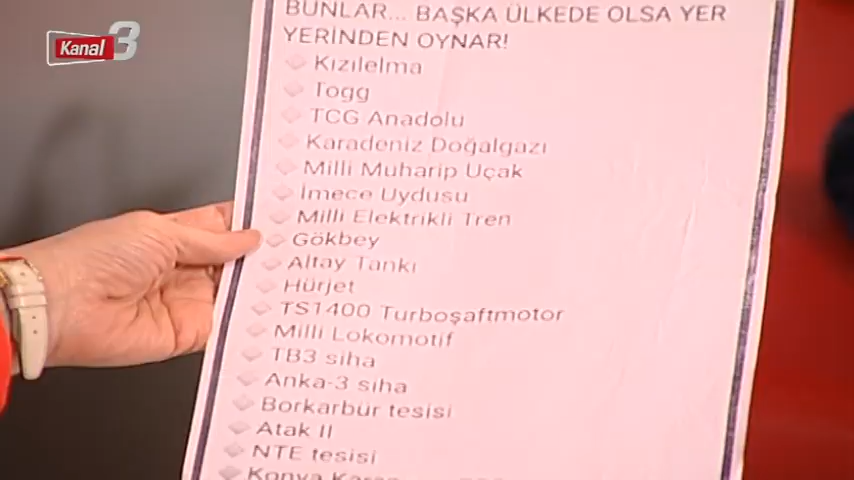 Kanal 3
BUNLAR... BAŞKA ÜLKEDE OLSA YER
YERİNDEN OYNAR!
Kızılelma
Togg
TCG Anadolu
Karadeniz Doğalgazı
Milli Muharip Uçak
İmece Uydusu
Milli Elektrikli Tren
Gökbey
Altay Tankı
Hürjet
TS1400 Turboşaftmotor
Milli Lokomotif
TB3 siha
Anka-3 siha
Borkarbür tesisi
Atak II
NTE tesisi
Konya